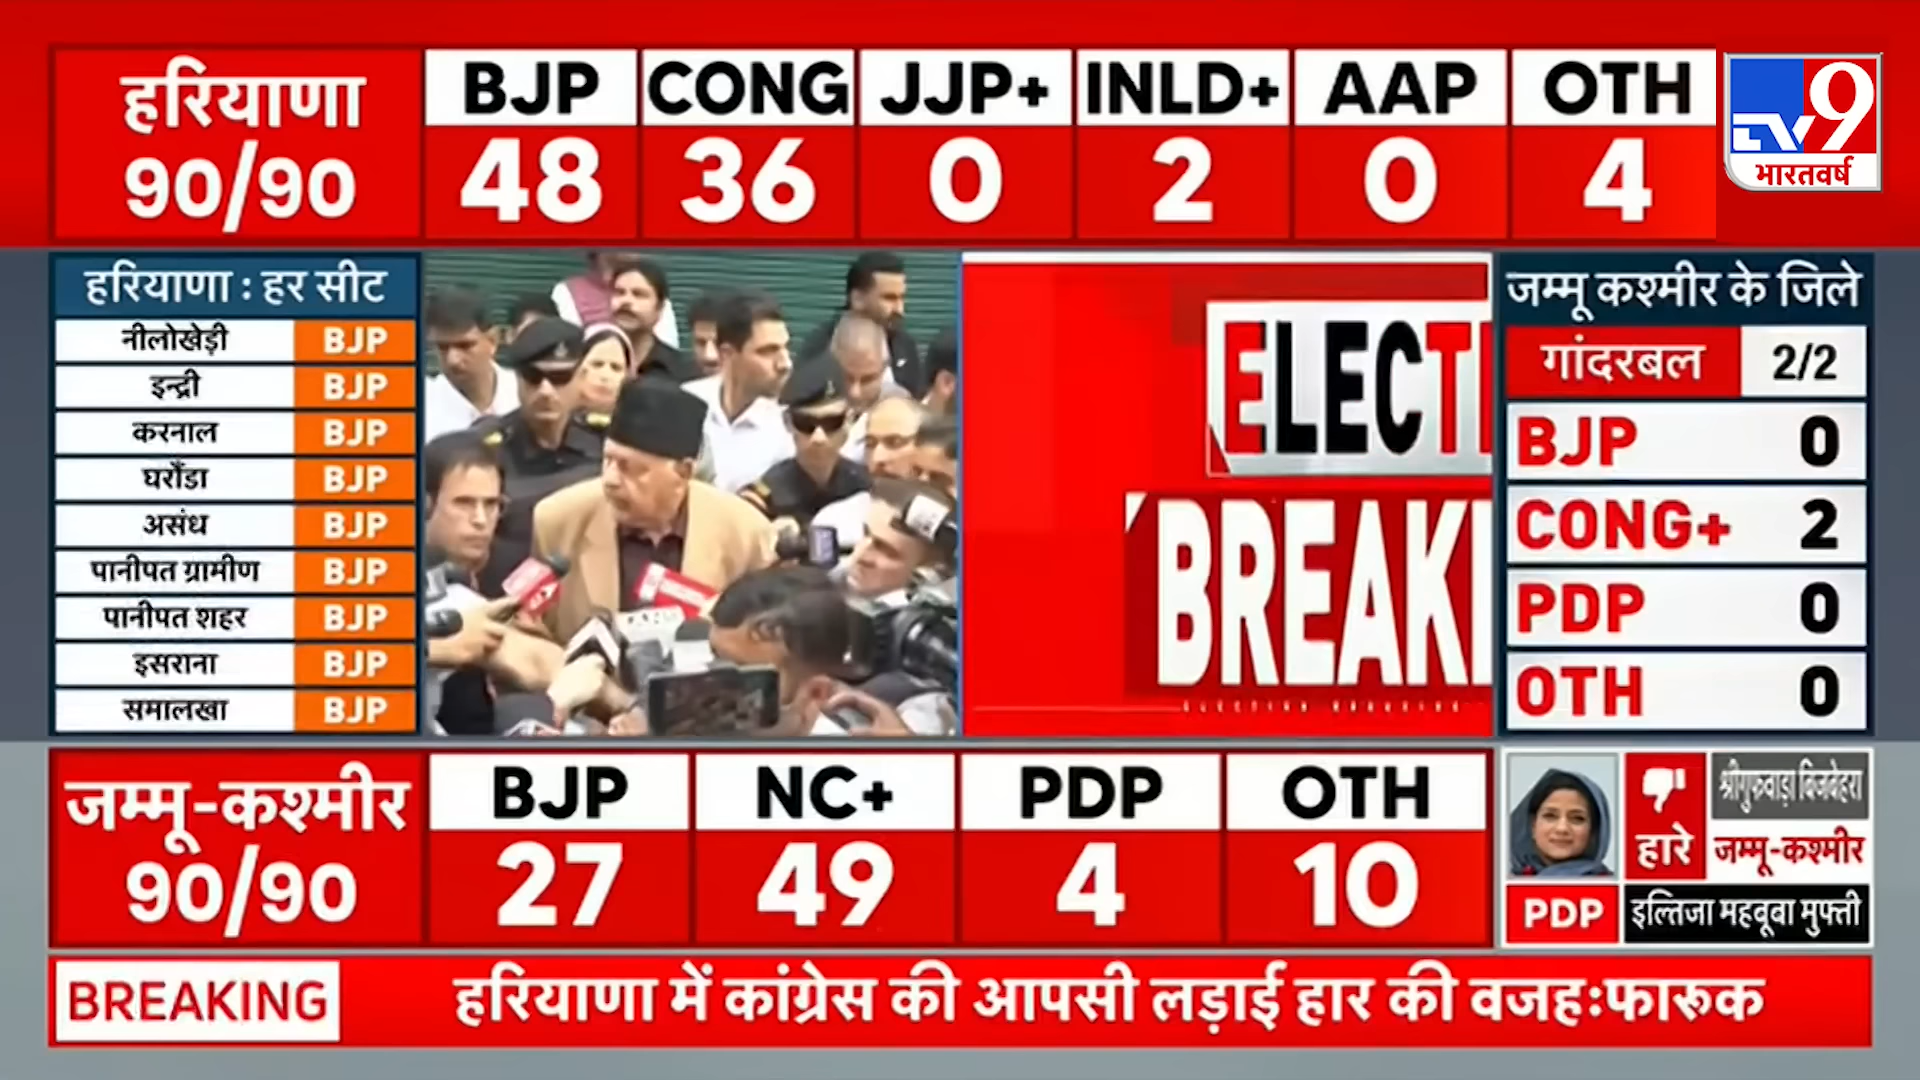 हरियाणा
90/90
BJP
48
CONG
36
JJP+
0
INLD+
2
AAP
0
OTH
4
TV9
भारतवर्ष
हरियाणा : हर सीट
नीलोखेड़ी BJP
इन्द्री BJP
करनाल BJP
घरौंडा BJP
असंध BJP
पानीपत ग्रामीण BJP
पानीपत शहर BJP
इसराना BJP
समालखा BJP
ELECTI
BREAKI
जम्मू कश्मीर के जिले
गांदरबल 2/2
BJP 0
CONG+ 2
PDP 0
OTH 0
जम्मू-कश्मीर
90/90
BJP
27
NC+
49
PDP
4
OTH
10
श्रीगुफवाड़ा बिजबेहरा
हारे
जम्मू-कश्मीर
PDP
इल्तिजा महबूबा मुफ्ती
BREAKING
हरियाणा में कांग्रेस की आपसी लड़ाई हार की वजहःफारूक